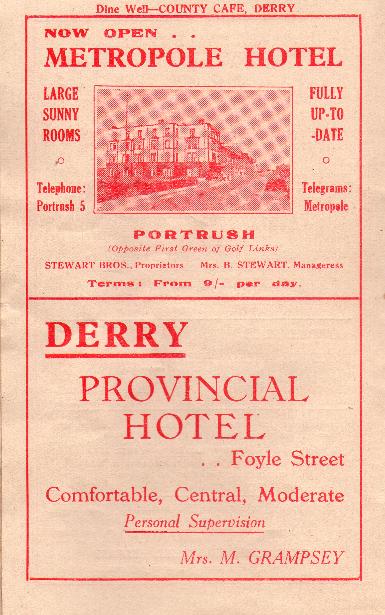 Dine Well—COUNTY CAFE, DERRY
NOW OPEN . .
METROPOLE HOTEL
LARGE
SUNNY
ROOMS
FULLY
UP-TO
-DATE
Telephone:
Portrush 5
Telegrams:
Metropole
PORTRUSH
(Opposite First Green of Golf Links)
STEWART BROS., Proprietors Mrs. B. STEWART, Manageress
Terms: From 9/- per day.
DERRY
PROVINCIAL
HOTEL
. . Foyle Street
Comfortable, Central, Moderate
Personal Supervision
Mrs. M. GRAMPSEY